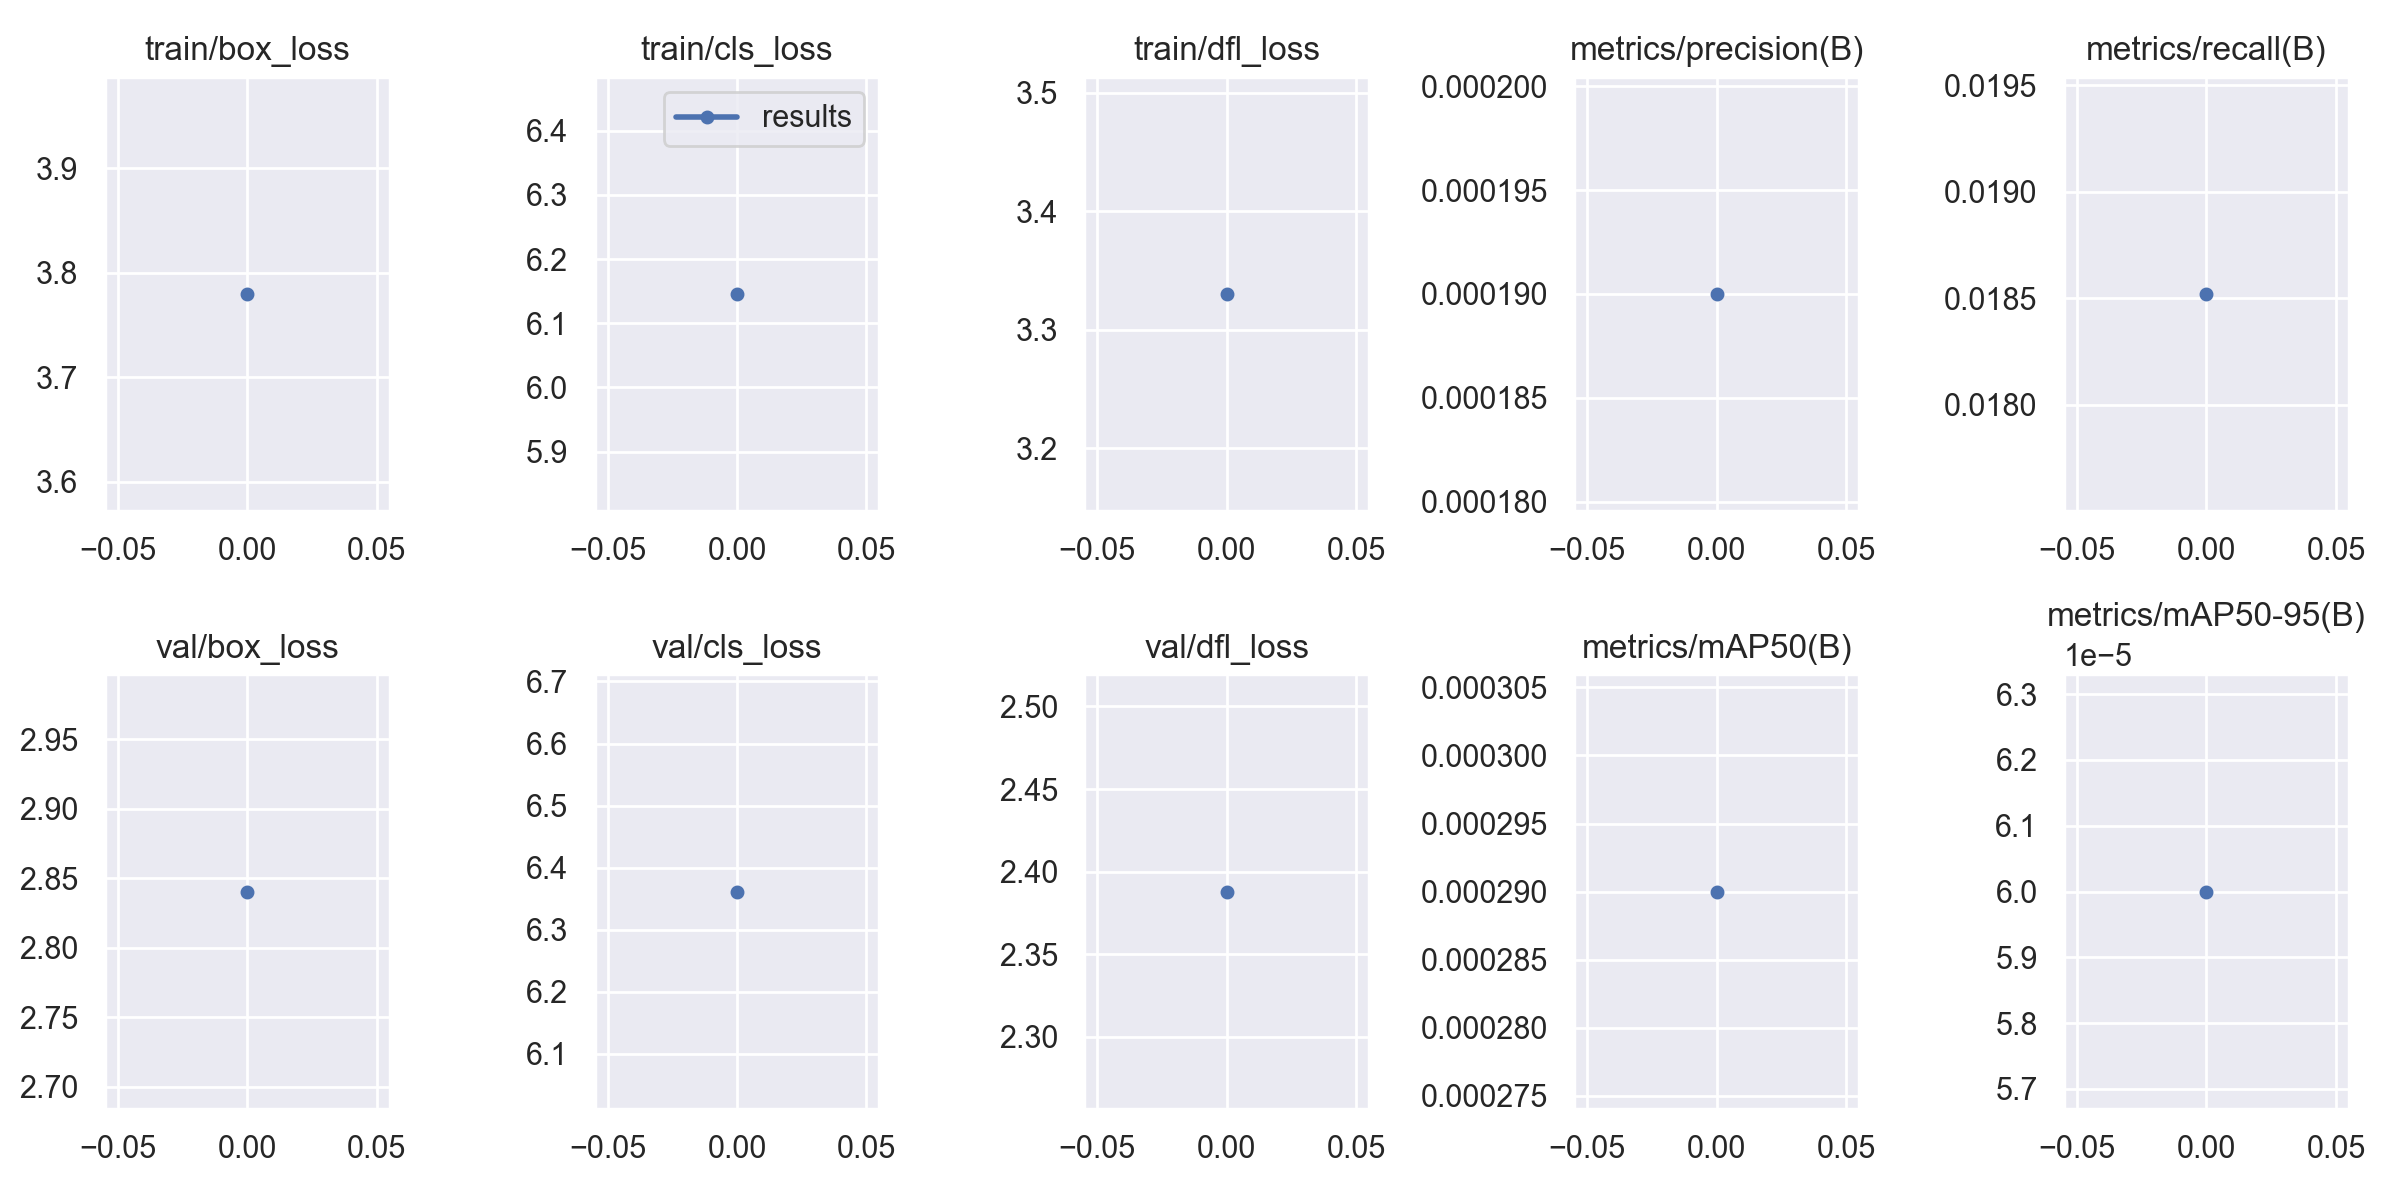 train/box_loss
3.9
3.8
3.7
3.6
−0.05 0.00 0.05
train/cls_loss
results
6.4
6.3
6.2
6.1
6.0
5.9
−0.05 0.00 0.05
train/dfl_loss
3.5
3.4
3.3
3.2
−0.05 0.00 0.05
metrics/precision(B)
0.000200
0.000195
0.000190
0.000185
0.000180
−0.05 0.00 0.05
metrics/recall(B)
0.0195
0.0190
0.0185
0.0180
−0.05 0.00 0.05
val/box_loss
2.95
2.90
2.85
2.80
2.75
2.70
−0.05 0.00 0.05
val/cls_loss
6.7
6.6
6.5
6.4
6.3
6.2
6.1
−0.05 0.00 0.05
val/dfl_loss
2.50
2.45
2.40
2.35
2.30
−0.05 0.00 0.05
metrics/mAP50(B)
0.000305
0.000300
0.000295
0.000290
0.000285
0.000280
0.000275
−0.05 0.00 0.05
metrics/mAP50-95(B)
1e−5
6.3
6.2
6.1
6.0
5.9
5.8
5.7
−0.05 0.00 0.05